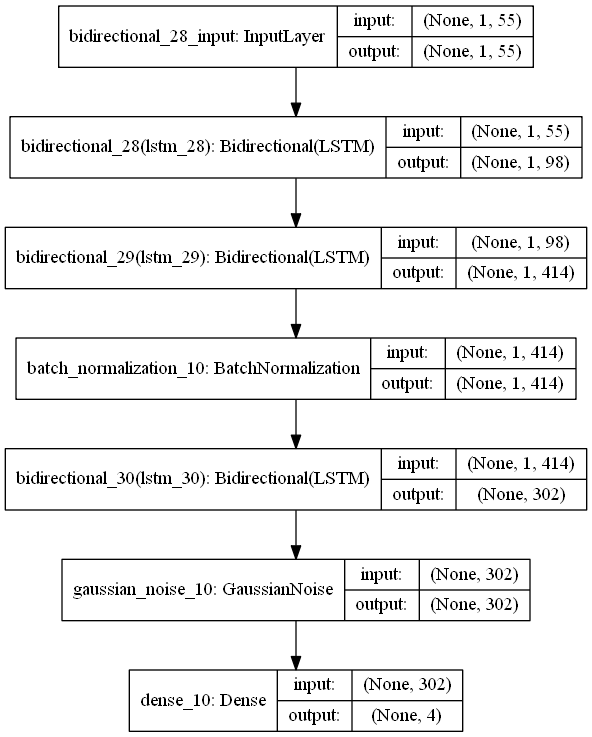 bidirectional_28_input: InputLayer
input: (None, 1, 55)
output: (None, 1, 55)
bidirectional_28(lstm_28): Bidirectional(LSTM)
input: (None, 1, 55)
output: (None, 1, 98)
bidirectional_29(lstm_29): Bidirectional(LSTM)
input: (None, 1, 98)
output: (None, 1, 414)
batch_normalization_10: BatchNormalization
input: (None, 1, 414)
output: (None, 1, 414)
bidirectional_30(lstm_30): Bidirectional(LSTM)
input: (None, 1, 414)
output: (None, 302)
gaussian_noise_10: GaussianNoise
input: (None, 302)
output: (None, 302)
dense_10: Dense
input: (None, 302)
output: (None, 4)